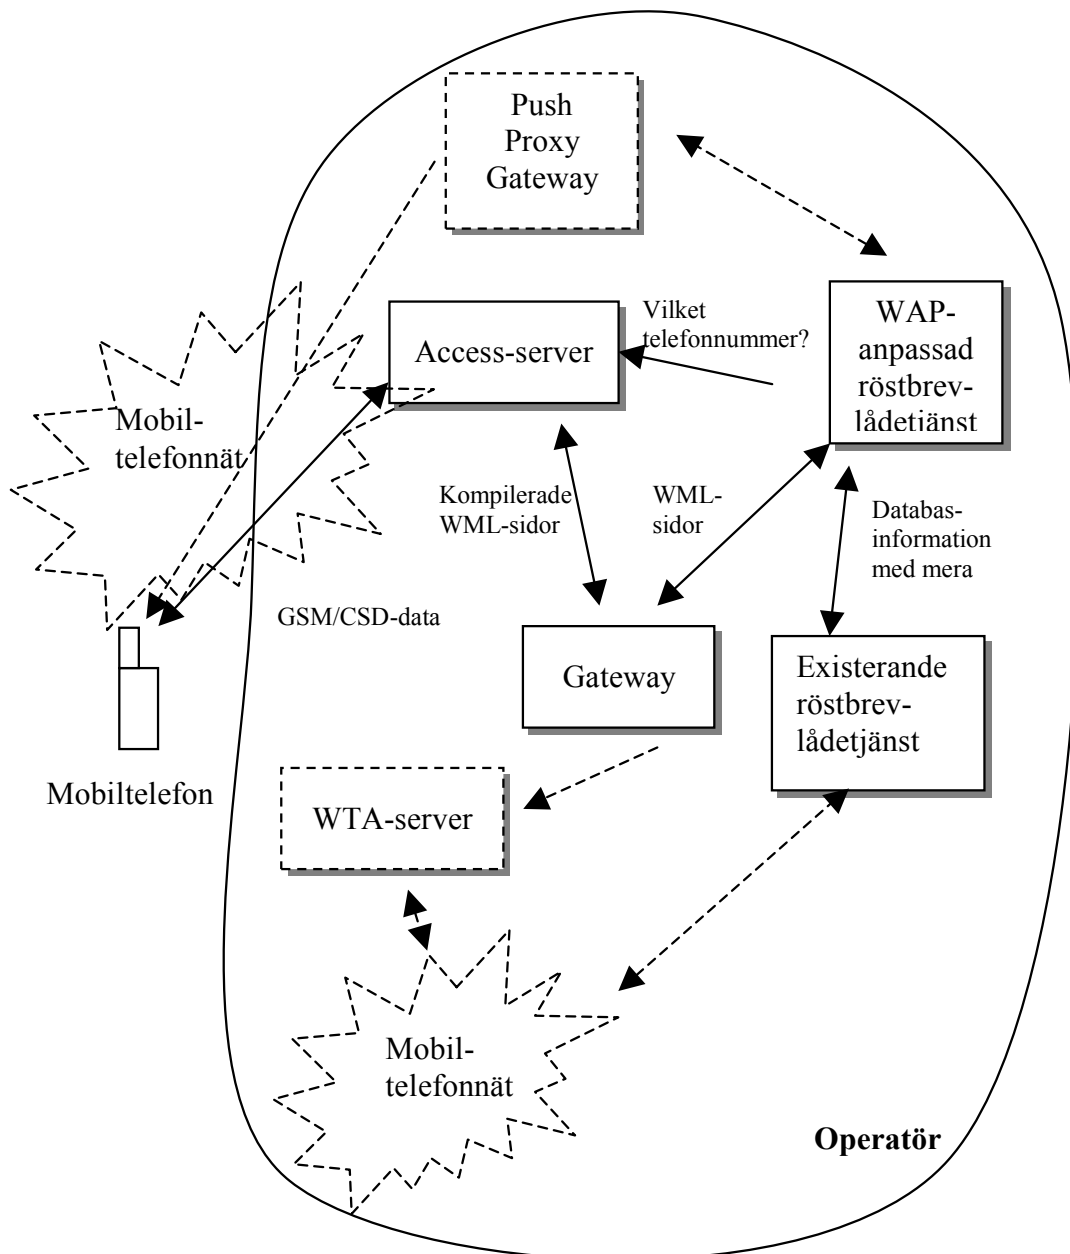 Push
Proxy
Gateway
Vilket
telefonnummer?
WAP-
anpassad
röstbrev-
lådetjänst
Access-server
Mobil-
telefonnät
Kompilerade
WML-sidor
WML-
sidor
Databas-
information
med mera
GSM/CSD-data
Gateway
Existerande
röstbrev-
lådetjänst
Mobiltelefon
WTA-server
Mobil-
telefonnät
Operatör